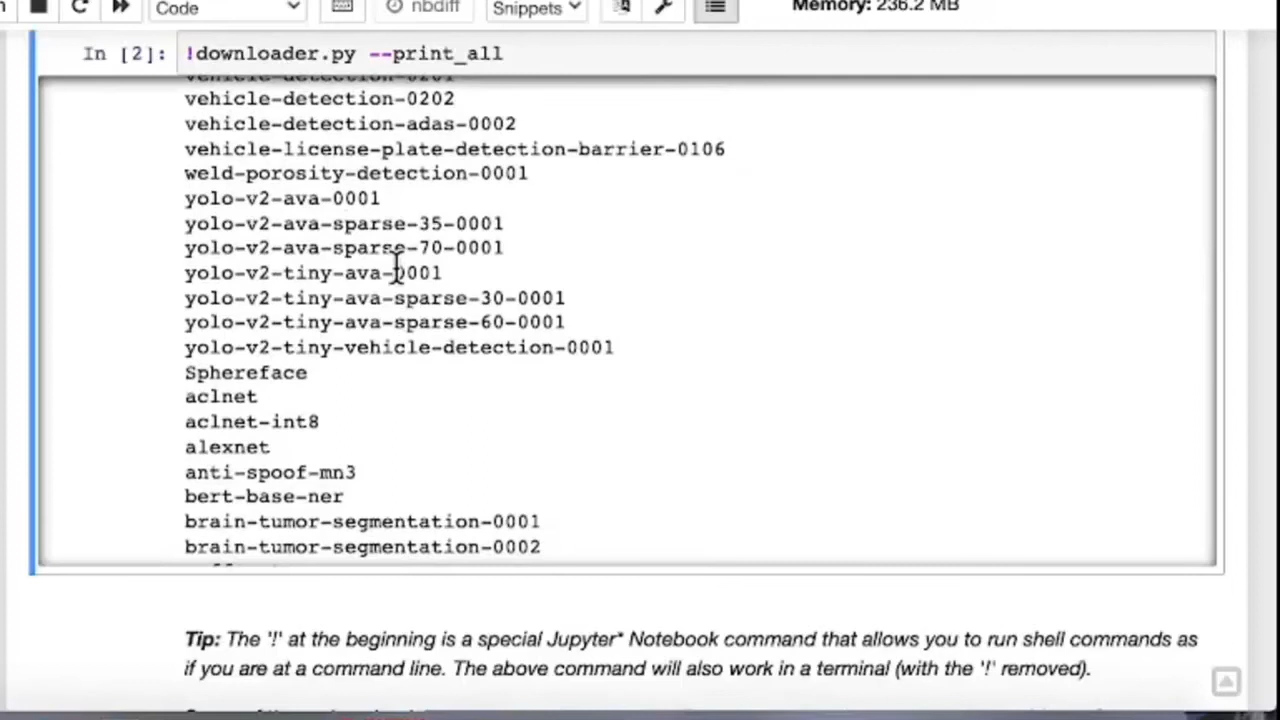 Code
nbdiff
Snippets
Memory: 236.2 MB
In [2]: !downloader.py --print_all
vehicle-detection-0201
vehicle-detection-0202
vehicle-detection-adas-0002
vehicle-license-plate-detection-barrier-0106
weld-porosity-detection-0001
yolo-v2-ava-0001
yolo-v2-ava-sparse-35-0001
yolo-v2-ava-sparse-70-0001
yolo-v2-tiny-ava-0001
yolo-v2-tiny-ava-sparse-30-0001
yolo-v2-tiny-ava-sparse-60-0001
yolo-v2-tiny-vehicle-detection-0001
Sphereface
aclnet
aclnet-int8
alexnet
anti-spoof-mn3
bert-base-ner
brain-tumor-segmentation-0001
brain-tumor-segmentation-0002
Tip: The '!' at the beginning is a special Jupyter* Notebook command that allows you to run shell commands as
if you are at a command line. The above command will also work in a terminal (with the '!' removed).